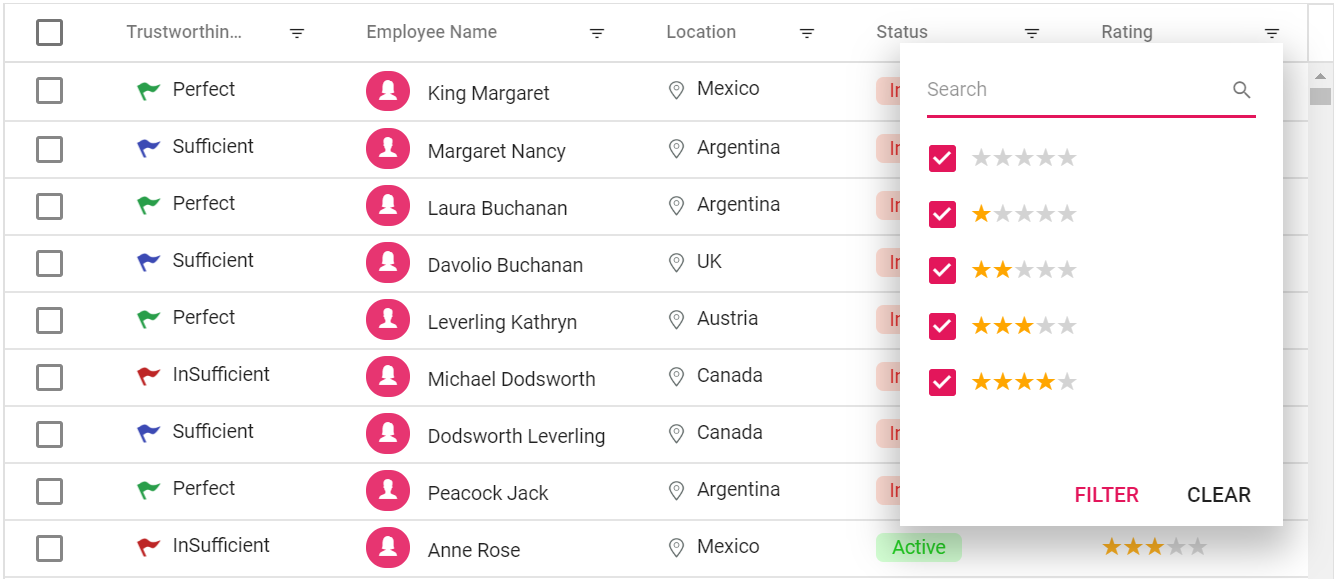 Trustworthin... Employee Name Location Status Rating
Perfect King Margaret Mexico In
Search
Sufficient Margaret Nancy Argentina In
Perfect Laura Buchanan Argentina In
Sufficient Davolio Buchanan UK In
Perfect Leverling Kathryn Austria In
InSufficient Michael Dodsworth Canada In
Sufficient Dodsworth Leverling Canada In
Perfect Peacock Jack Argentina In
FILTER CLEAR
InSufficient Anne Rose Mexico Active